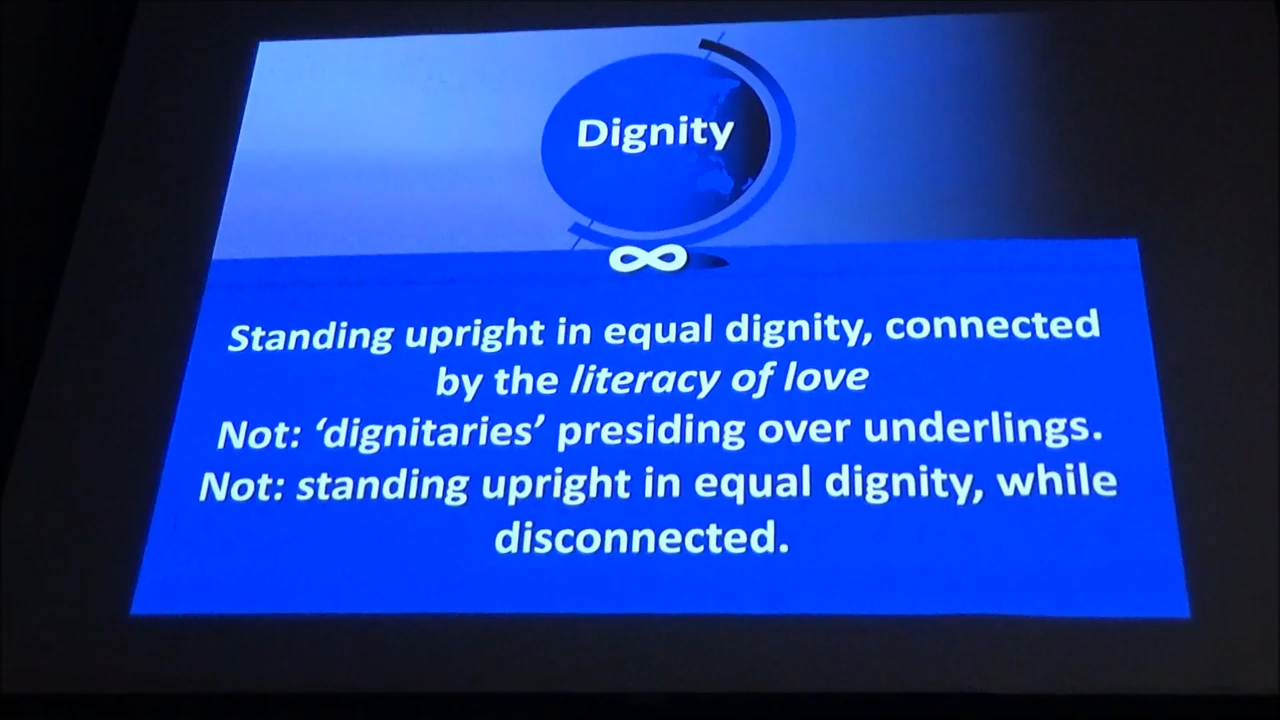 Dignity
∞
Standing upright in equal dignity, connected
by the literacy of love
Not: ‘dignitaries’ presiding over underlings.
Not: standing upright in equal dignity, while
disconnected.